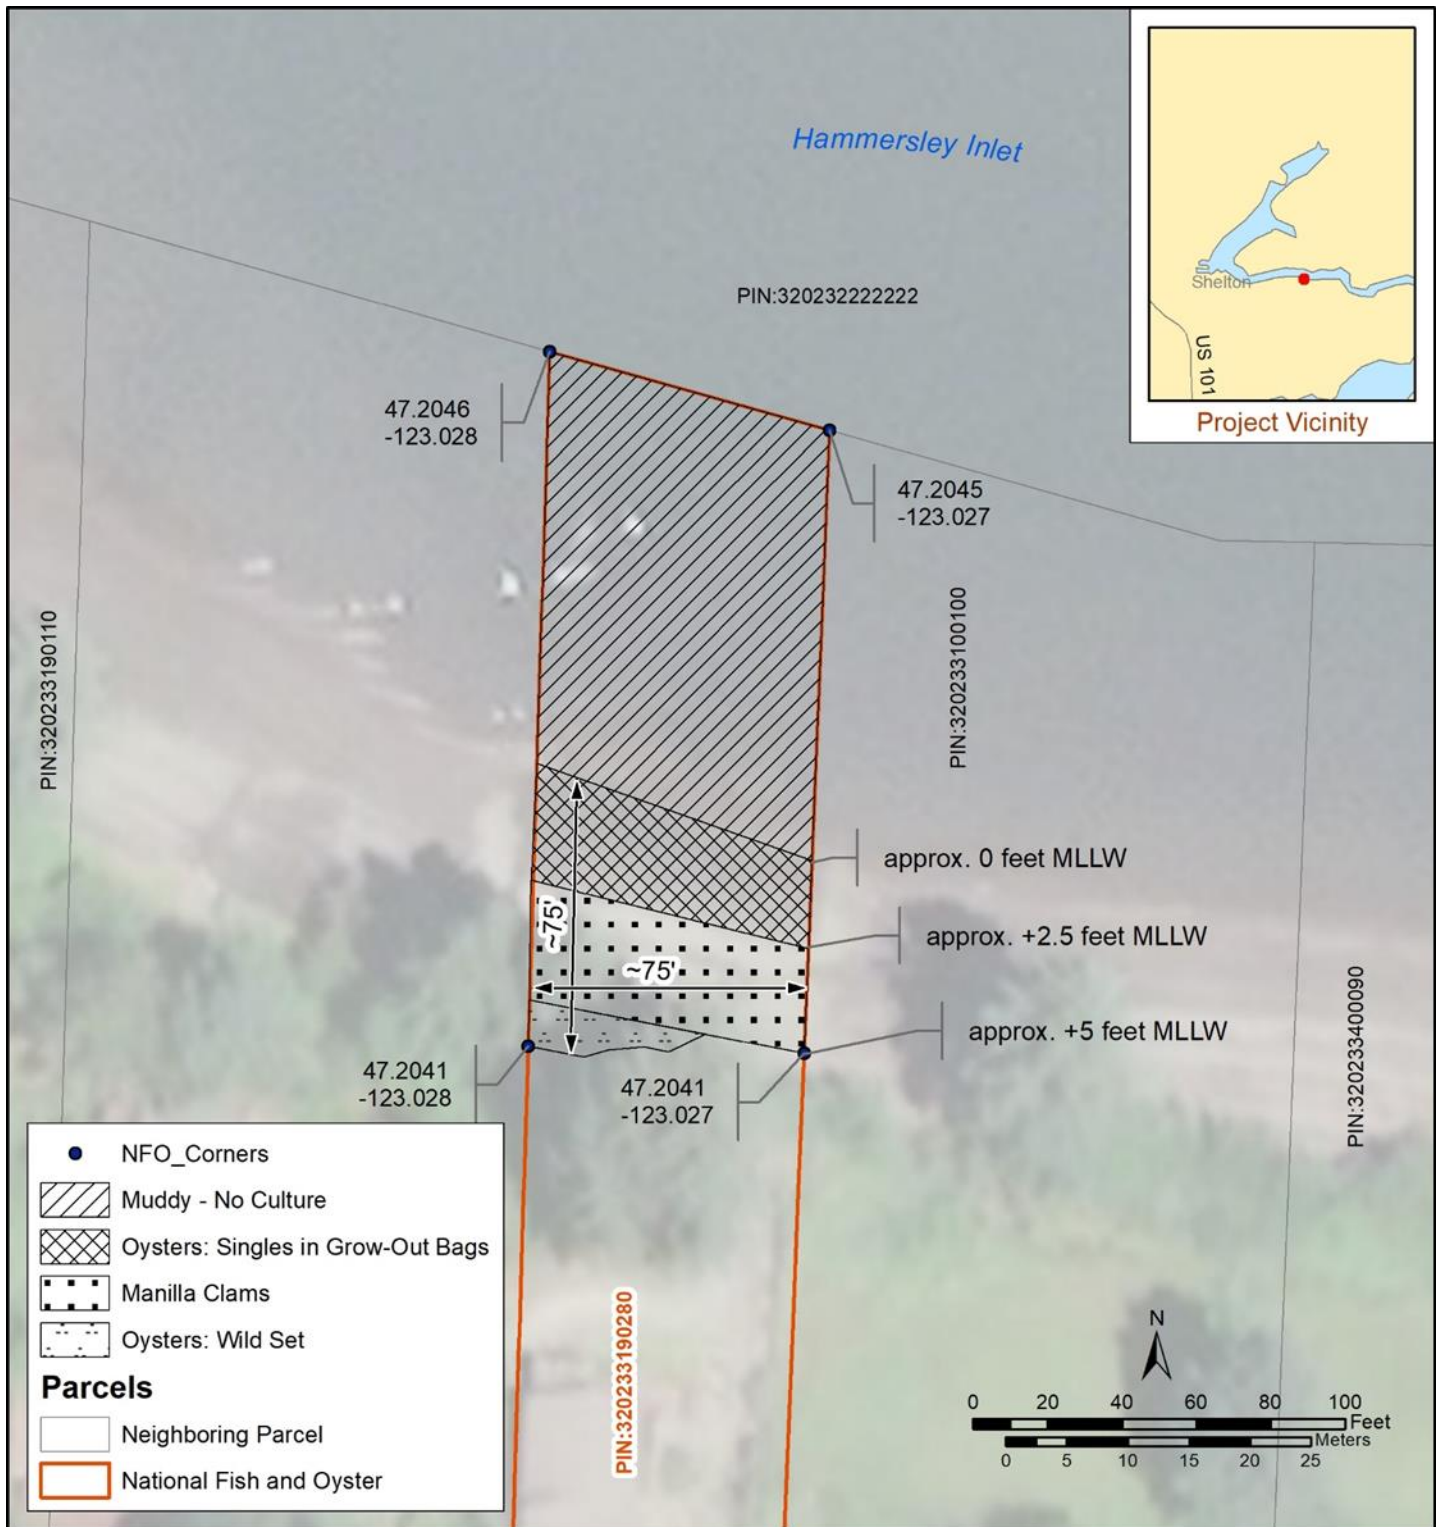 Hammersley Inlet
Shelton
US 101
Project Vicinity
PIN:320232222222
47.2046
-123.028
47.2045
-123.027
PIN:320233190110
PIN:320233100100
approx. 0 feet MLLW
approx. +2.5 feet MLLW
~75'
~75'
approx. +5 feet MLLW
PIN:320233400090
47.2041
-123.028
47.2041
-123.027
NFO_Corners
Muddy - No Culture
Oysters: Singles in Grow-Out Bags
Manilla Clams
Oysters: Wild Set
Parcels
Neighboring Parcel
National Fish and Oyster
PIN:320233190280
N
0 20 40 60 80 100
Feet
Meters
0 5 10 15 20 25